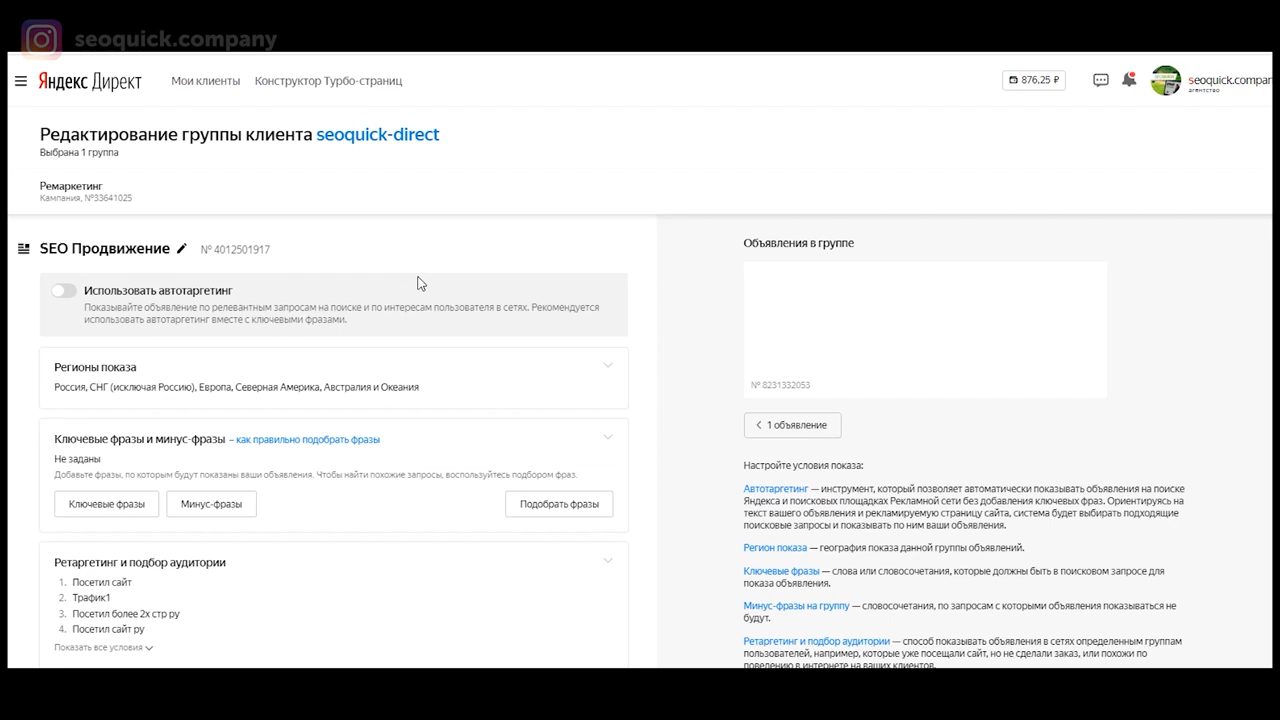 seoquick.company
Яндекс Директ
Мои клиенты
Конструктор Турбо-страниц
876,25 ₽
seoquick.compan
агентство
Редактирование группы клиента seoquick-direct
Выбрана 1 группа
Ремаркетинг
Кампания, №33641025
SEO Продвижение № 4012501917
Использовать автотаргетинг
Показывайте объявление по релевантным запросам на поиске и по интересам пользователя в сетях. Рекомендуется
использовать автотаргетинг вместе с ключевыми фразами.
Регионы показа
Россия, СНГ (исключая Россию), Европа, Северная Америка, Австралия и Океания
Ключевые фразы и минус-фразы – как правильно подобрать фразы
Не заданы
Добавьте фразы, по которым будут показаны ваши объявления. Чтобы найти похожие запросы, воспользуйтесь подбором фраз.
Ключевые фразы
Минус-фразы
Подобрать фразы
Ретаргетинг и подбор аудитории
1. Посетил сайт
2. Трафик1
3. Посетил более 2х стр ру
4. Посетил сайт ру
Показать все условия
Объявления в группе
№ 8231332053
1 объявление
Настройте условия показа:
Автотаргетинг — инструмент, который позволяет автоматически показывать объявления на поиске
Яндекса и поисковых площадках Рекламной сети без добавления ключевых фраз. Ориентируясь на
текст вашего объявления и рекламируемую страницу сайта, система будет выбирать подходящие
поисковые запросы и показывать по ним ваши объявления.
Регион показа — география показа данной группы объявлений.
Ключевые фразы — слова или словосочетания, которые должны быть в поисковом запросе для
показа объявления.
Минус-фразы на группу — словосочетания, по запросам с которыми объявления показываться не
будут.
Ретаргетинг и подбор аудитории — способ показывать объявления в сетях определенным группам
пользователей, например, которые уже посещали сайт, но не сделали заказ, или похожи по
поведению в интернете на ваших клиентов.